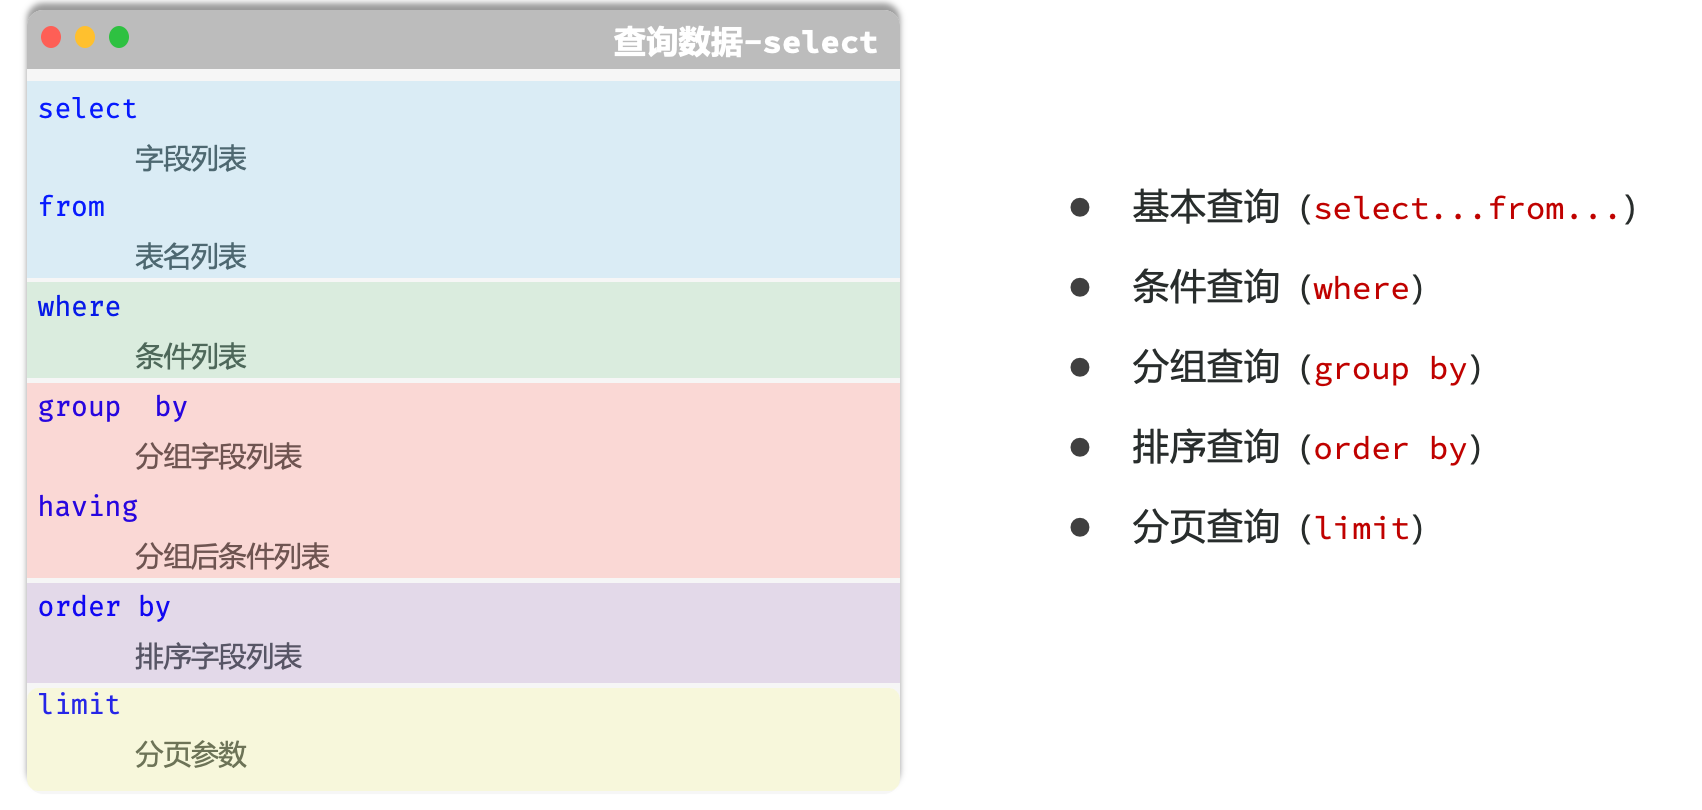 查询数据-select
select
字段列表
from
表名列表
where
条件列表
group  by
分组字段列表
having
分组后条件列表
order by
排序字段列表
limit
分页参数
● 基本查询（select...from...）
● 条件查询（where）
● 分组查询（group by）
● 排序查询（order by）
● 分页查询（limit）